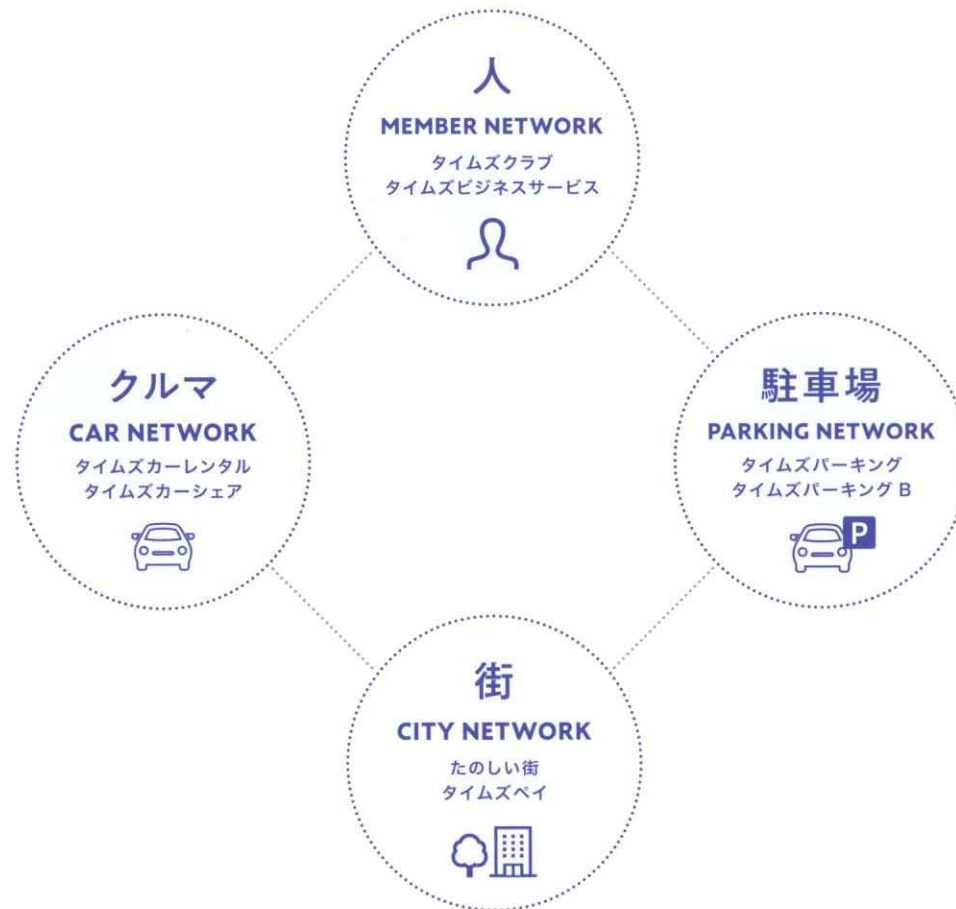 人
MEMBER NETWORK
タイムズクラブ
タイムズビジネスサービス
クルマ
CAR NETWORK
タイムズカーレンタル
タイムズカーシェア
駐車場
PARKING NETWORK
タイムズパーキング
タイムズパーキング B
P
街
CITY NETWORK
たのしい街
タイムズペイ